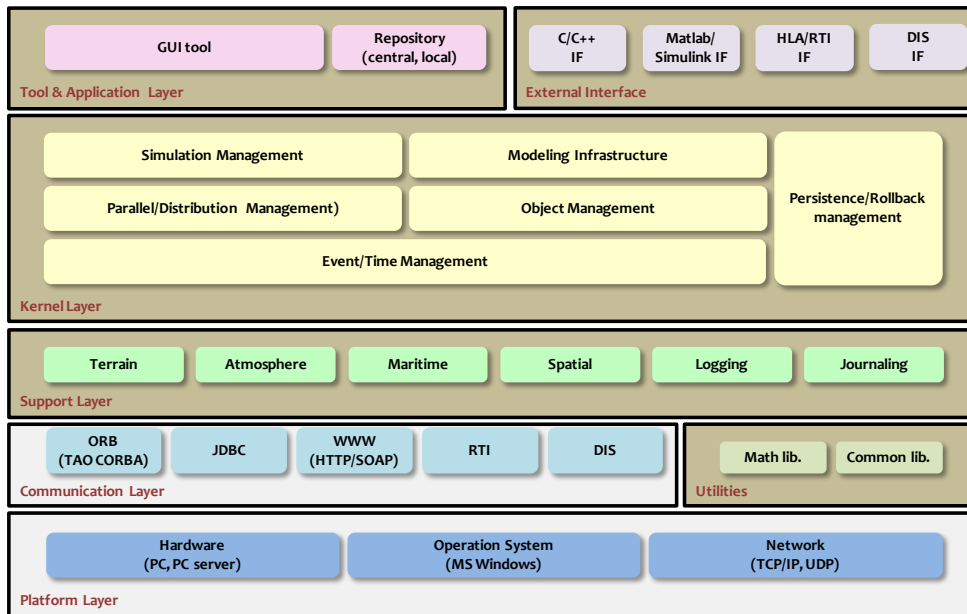 GUI tool
Repository
(central, local)
Tool & Application Layer
C/C++
IF
Matlab/
Simulink IF
HLA/RTI
IF
DIS
IF
External Interface
Simulation Management
Modeling Infrastructure
Persistence/Rollback
management
Parallel/Distribution Management)
Object Management
Event/Time Management
Kernel Layer
Terrain
Atmosphere
Maritime
Spatial
Logging
Journaling
Support Layer
ORB
(TAO CORBA)
JDBC
WWW
(HTTP/SOAP)
RTI
DIS
Communication Layer
Math lib.
Common lib.
Utilities
Hardware
(PC, PC server)
Operation System
(MS Windows)
Network
(TCP/IP, UDP)
Platform Layer